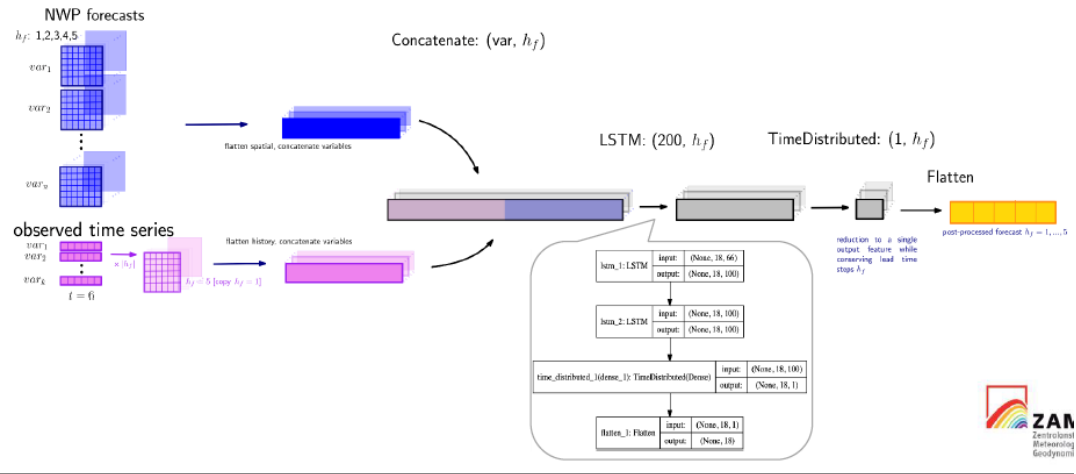 NWP forecasts
h_f: 1,2,3,4,5
var_1
var_2
var_v
flatten spatial, concatenate variables
Concatenate: (var, h_f)
LSTM: (200, h_f)
TimeDistributed: (1, h_f)
Flatten
observed time series
var_1
var_2
var_k
t = 6
× |h_f|
h_f = 5 [copy h_f = 1]
flatten history, concatenate variables
reduction to a single
output feature while
conserving lead time
steps h_f
post-processed forecast h_f = 1, ..., 5
lstm_1: LSTM
input: (None, 18, 66)
output: (None, 18, 100)
lstm_2: LSTM
input: (None, 18, 100)
output: (None, 18, 100)
time_distributed_1(dense_1): TimeDistributed(Dense)
input: (None, 18, 100)
output: (None, 18, 1)
flatten_1: Flatten
input: (None, 18, 1)
output: (None, 18)
ZAM
Zentralanst
Meteorolog
Geodynami